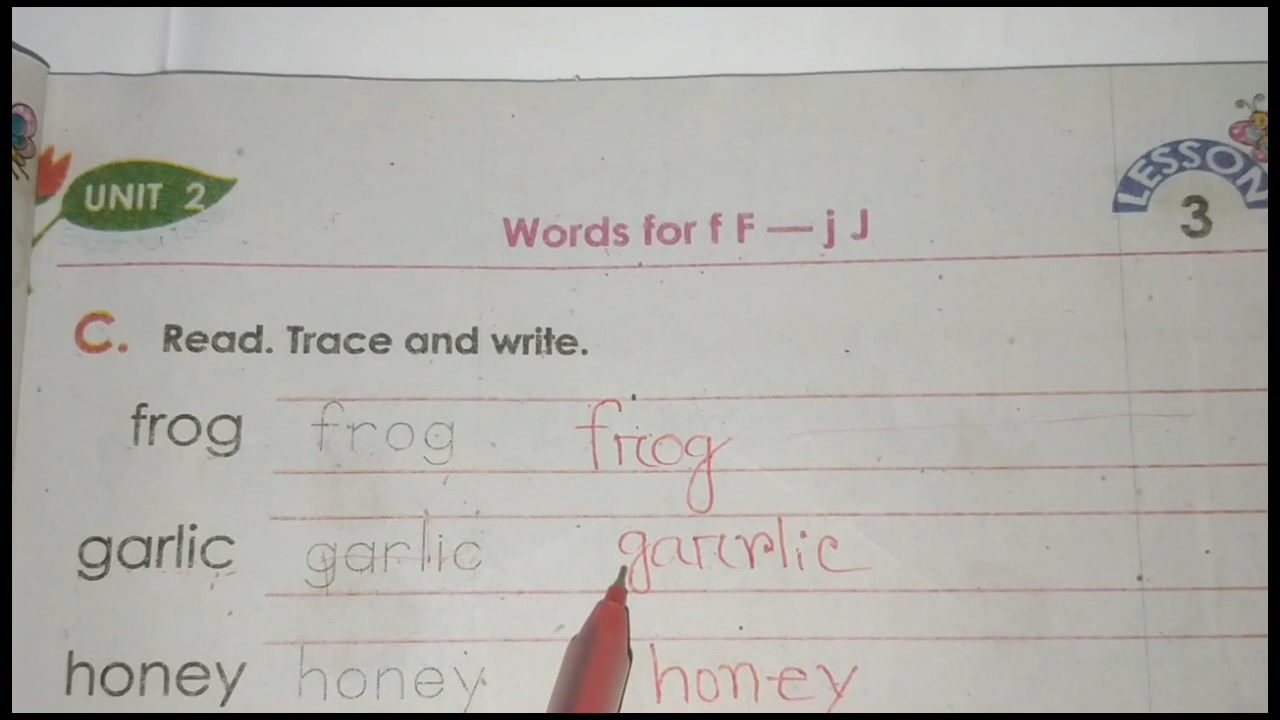 UNIT 2
LESSON 3
Words for f F — j J
C. Read. Trace and write.
frog frog frog
garlic garlic garrlic
honey honey honey